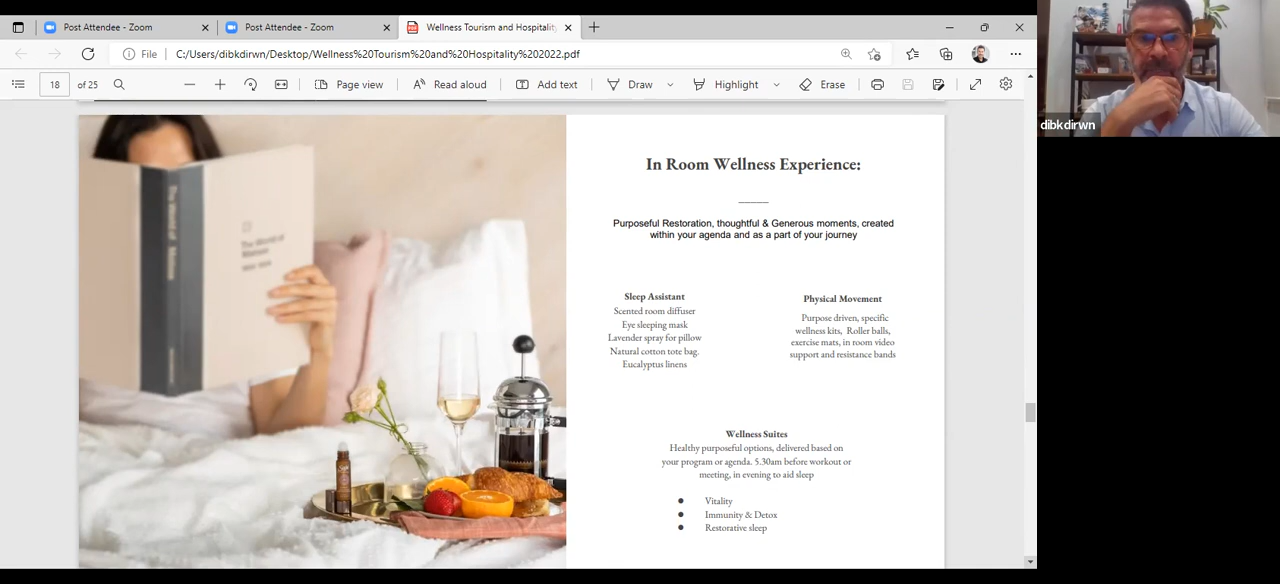 Post Attendee - Zoom
Post Attendee - Zoom
Wellness Tourism and Hospitalit
File
C:/Users/dibkdirwn/Desktop/Wellness%20Tourism%20and%20Hospitality%202022.pdf
18 of 25
Page view
Read aloud
Add text
Draw
Highlight
Erase
dibkdirwn
In Room Wellness Experience:
Purposeful Restoration, thoughtful & Generous moments, created
within your agenda and as a part of your journey
Sleep Assistant
Scented room diffuser
Eye sleeping mask
Lavender spray for pillow
Natural cotton tote bag.
Eucalyptus linens
Physical Movement
Purpose driven, specific
wellness kits, Roller balls,
exercise mats, in room video
support and resistance bands
Wellness Suites
Healthy purposeful options, delivered based on
your program or agenda. 5.30am before workout or
meeting, in evening to aid sleep
● Vitality
● Immunity & Detox
● Restorative sleep